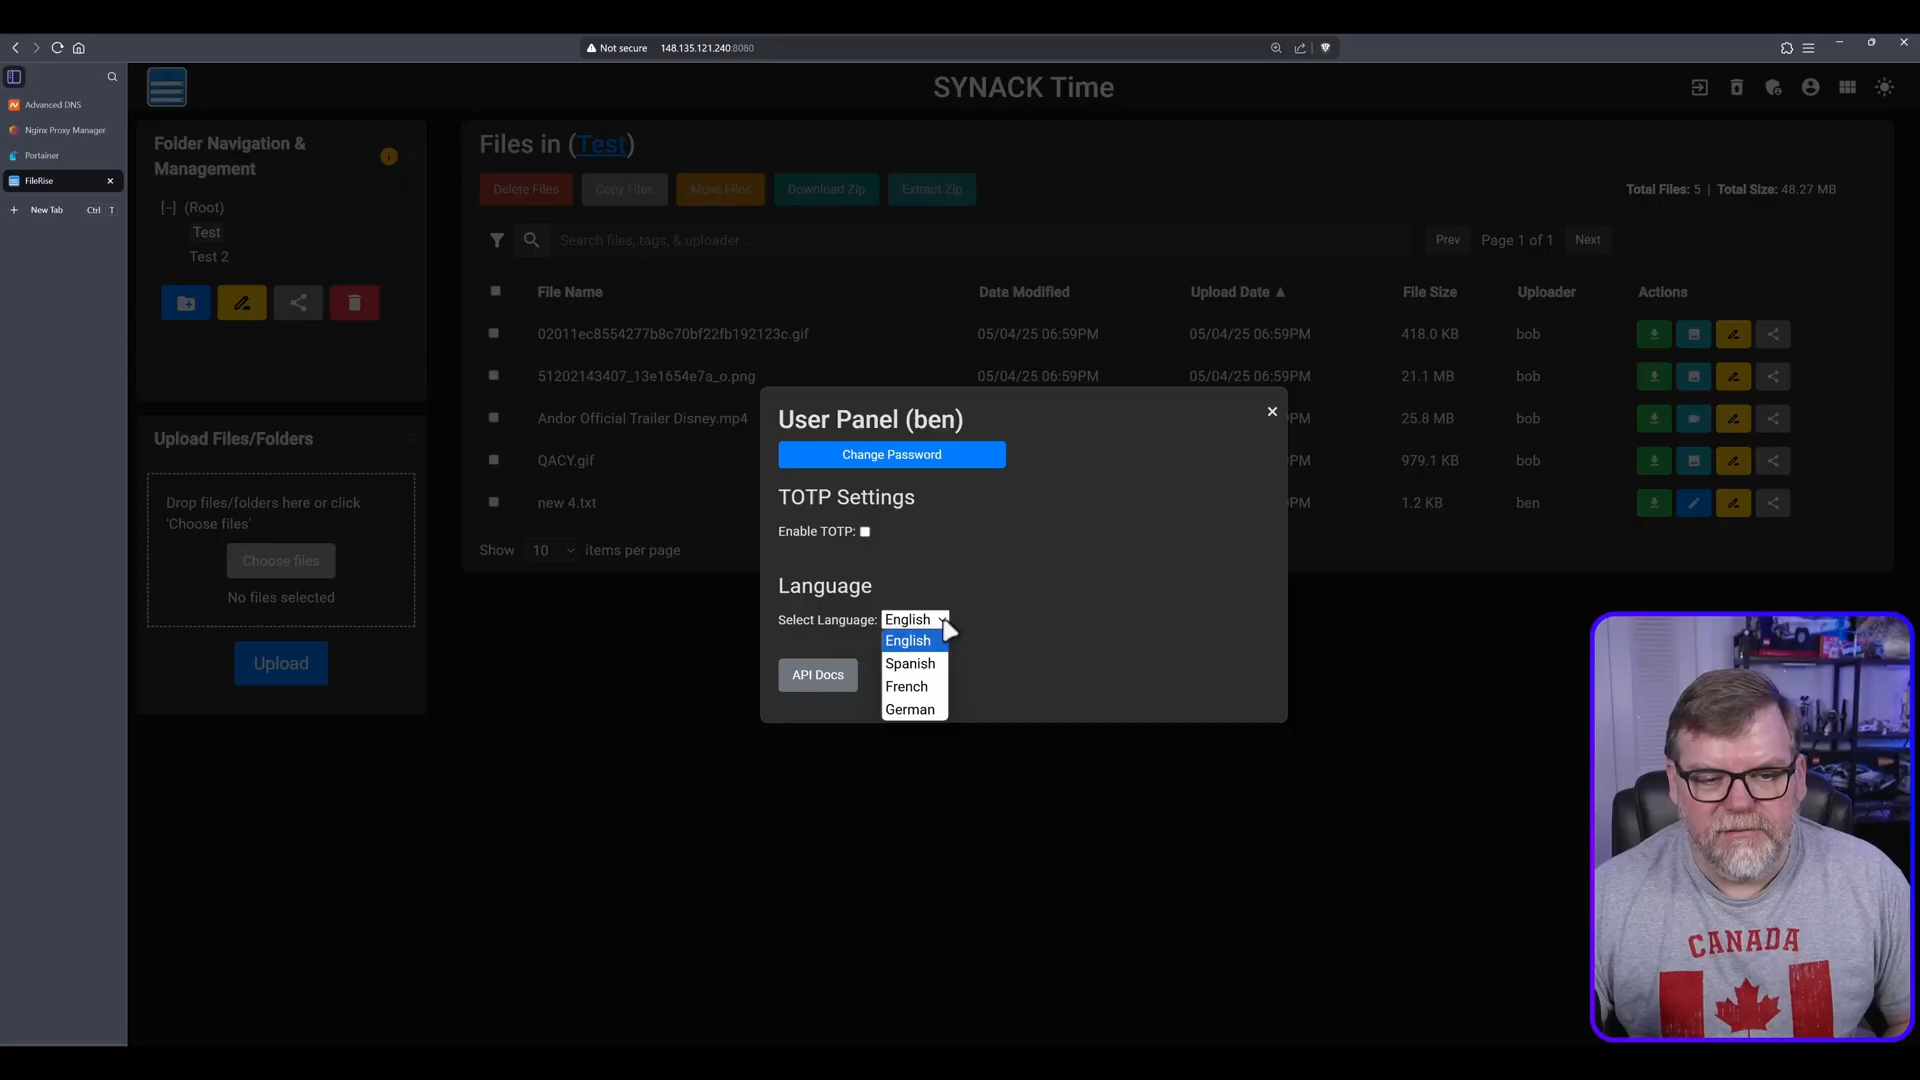 Not secure 148.135.121.240:8080
Advanced DNS
Nginx Proxy Manager
Portainer
FileRise
New Tab Ctrl T
SYNACK Time
Folder Navigation &
Management
[-] (Root)
Test
Test 2
Upload Files/Folders
Drop files/folders here or click
'Choose files'
Choose files
No files selected
Upload
Files in (Test)
Delete Files Copy Files Move Files Download Zip Extract Zip
Total Files: 5 | Total Size: 48.27 MB
Search files, tags, & uploader...
Prev Page 1 of 1 Next
File Name Date Modified Upload Date ▲ File Size Uploader Actions
02011ec8554277b8c70bf22fb192123c.gif 05/04/25 06:59PM 05/04/25 06:59PM 418.0 KB bob
51202143407_13e1654e7a_o.png 05/04/25 06:59PM 05/04/25 06:59PM 21.1 MB bob
Andor Official Trailer Disney.mp4 PM 25.8 MB bob
QACY.gif PM 979.1 KB bob
new 4.txt PM 1.2 KB ben
Show 10 items per page
User Panel (ben)
×
Change Password
TOTP Settings
Enable TOTP:
Language
Select Language: English
English
Spanish
French
German
API Docs
CANADA